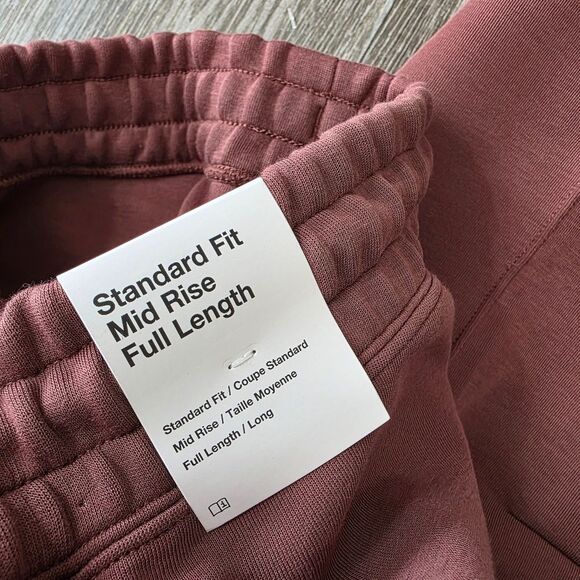 Standard Fit
Mid Rise
Full Length
Standard Fit / Coupe Standard
Mid Rise / Taille Moyenne
Full Length / Long